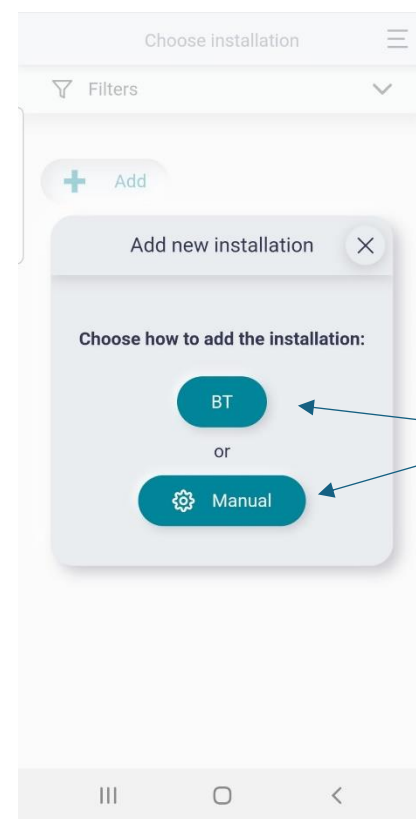 Choose installation
Filters
Add
Add new installation
Choose how to add the installation:
BT
or
Manual